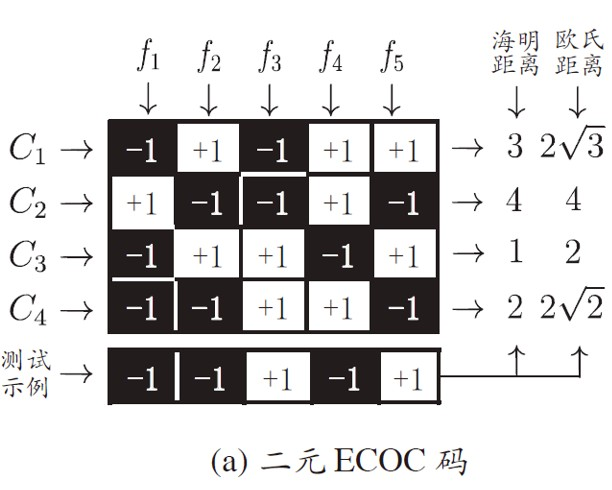 海明 欧氏
f1 f2 f3 f4 f5 距离 距离
C1 → -1 +1 -1 +1 +1 → 3 2√3
C2 → +1 -1 -1 +1 -1 → 4 4
C3 → -1 +1 +1 -1 +1 → 1 2
C4 → -1 -1 +1 +1 -1 → 2 2√2
测试
示例 → -1 -1 +1 -1 +1
(a) 二元 ECOC 码